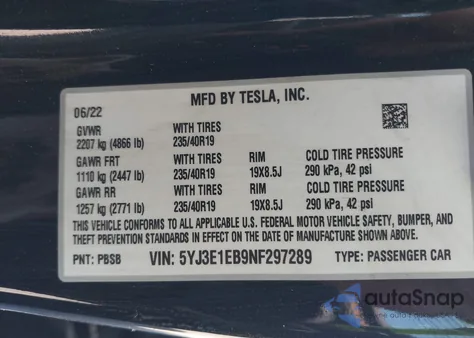 MFD BY TESLA, INC.
06/22
GVWR WITH TIRES
2207 kg (4866 lb) 235/40R19
GAWR FRT WITH TIRES RIM COLD TIRE PRESSURE
1110 kg (2447 lb) 235/40R19 19X8.5J 290 kPa, 42 psi
GAWR RR WITH TIRES RIM COLD TIRE PRESSURE
1257 kg (2771 lb) 235/40R19 19X8.5J 290 kPa, 42 psi
THIS VEHICLE CONFORMS TO ALL APPLICABLE U.S. FEDERAL MOTOR VEHICLE SAFETY, BUMPER, AND
THEFT PREVENTION STANDARDS IN EFFECT ON THE DATE OF MANUFACTURE SHOWN ABOVE.
PNT: PBSB VIN: 5YJ3E1EB9NF297289 TYPE: PASSENGER CAR
autoSnap